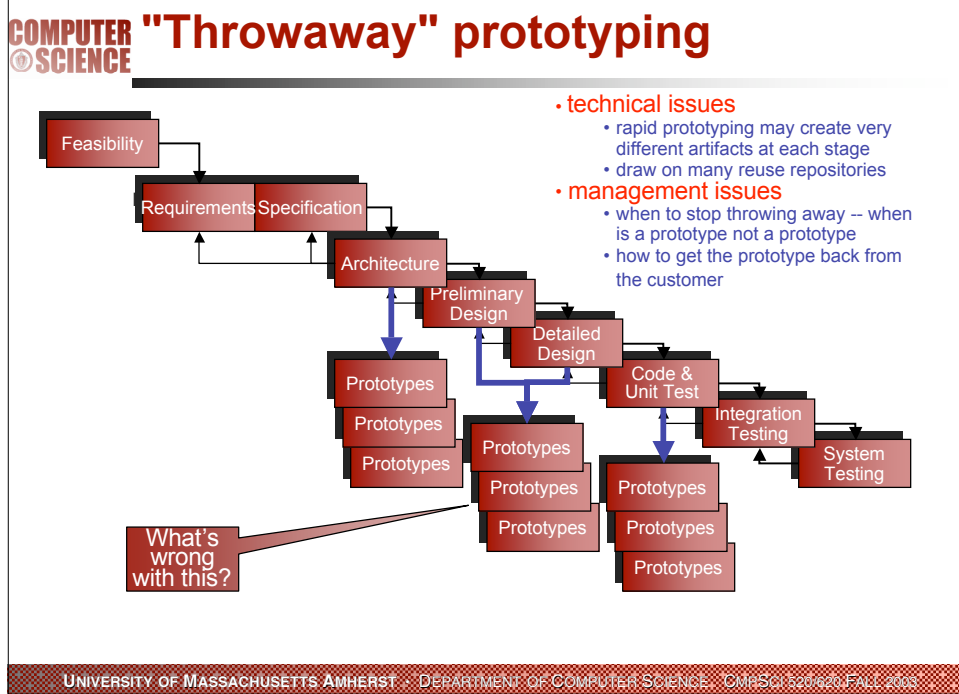 COMPUTER
SCIENCE
"Throwaway" prototyping
• technical issues
• rapid prototyping may create very
different artifacts at each stage
• draw on many reuse repositories
• management issues
• when to stop throwing away -- when
is a prototype not a prototype
• how to get the prototype back from
the customer
Feasibility
Requirements
Specification
Architecture
Preliminary
Design
Detailed
Design
Code &
Unit Test
Integration
Testing
System
Testing
Prototypes
Prototypes
Prototypes
Prototypes
Prototypes
Prototypes
Prototypes
Prototypes
Prototypes
What's
wrong
with this?
UNIVERSITY OF MASSACHUSETTS AMHERST • DEPARTMENT OF COMPUTER SCIENCE CMPSCI 520/620 FALL 2003